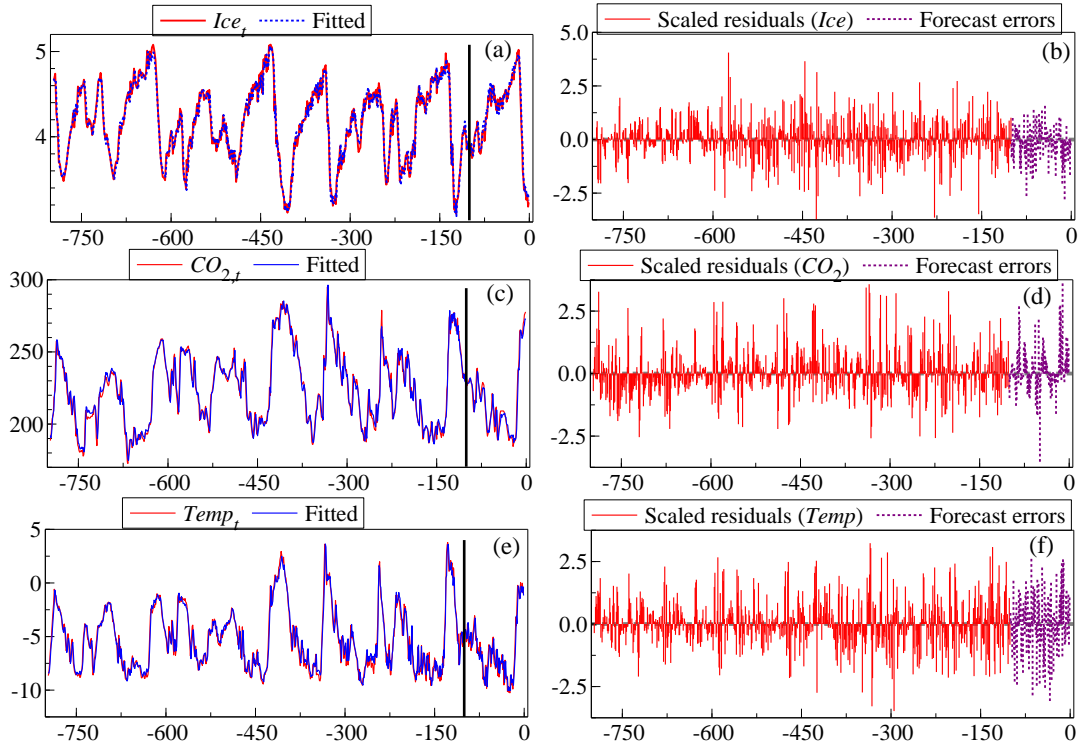 Ice_t Fitted
(a)
5
4
-750 -600 -450 -300 -150 0
Scaled residuals (Ice) Forecast errors
(b)
5.0
2.5
0.0
-2.5
-750 -600 -450 -300 -150 0
CO_2,t Fitted
(c)
300
250
200
-750 -600 -450 -300 -150 0
Scaled residuals (CO_2) Forecast errors
(d)
2.5
0.0
-2.5
-750 -600 -450 -300 -150 0
Temp_t Fitted
(e)
5
0
-5
-10
-750 -600 -450 -300 -150 0
Scaled residuals (Temp) Forecast errors
(f)
2.5
0.0
-2.5
-750 -600 -450 -300 -150 0